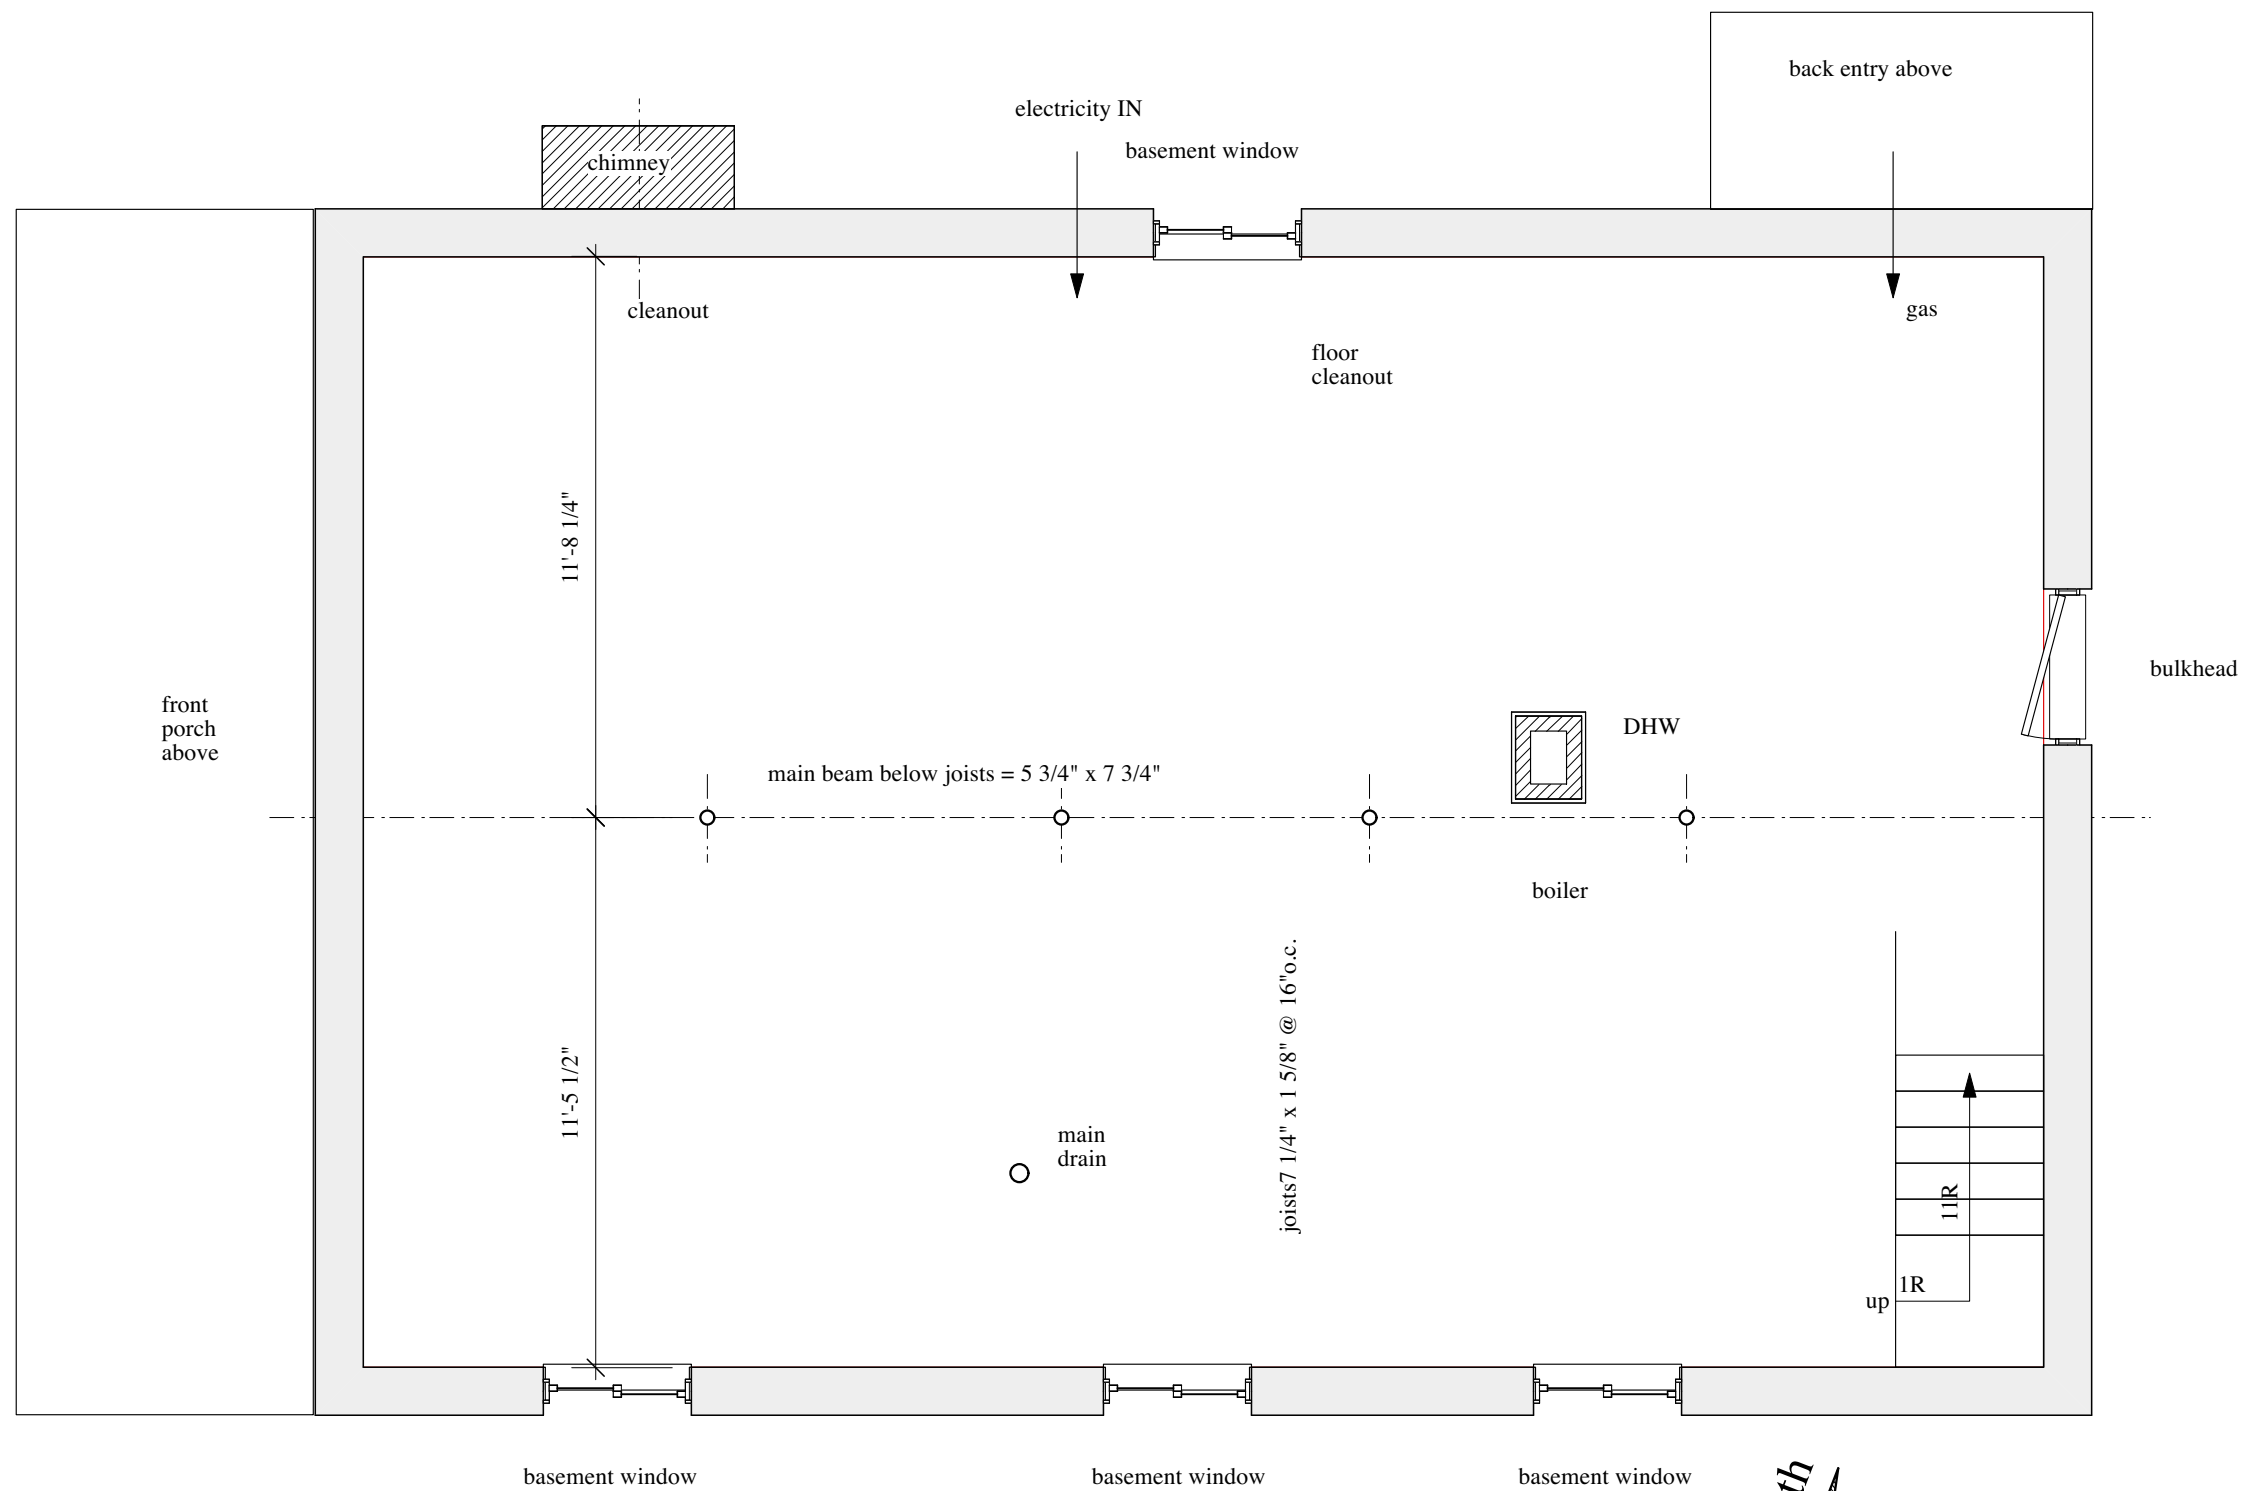 back entry above
electricity IN
basement window
chimney
cleanout
gas
floor
cleanout
11'-8 1/4"
bulkhead
front
porch
above
DHW
main beam below joists = 5 3/4" x 7 3/4"
boiler
joists7 1/4" x 1 5/8" @ 16"o.c.
11'-5 1/2"
main
drain
11R
1R
up
basement window
basement window
basement window
th